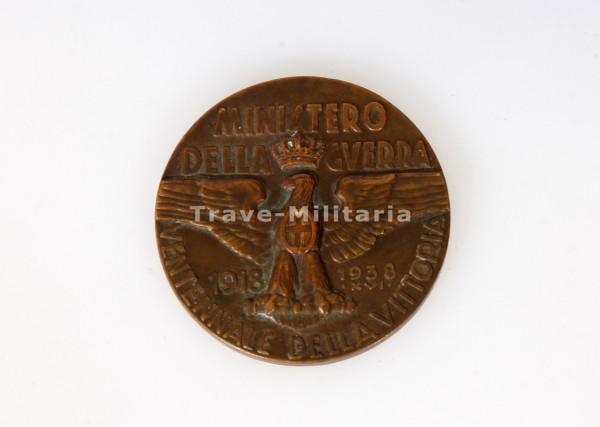 MINISTERO
DELLA GVERRA
Trave-Militaria
1918 1938
XVI
VENTENNALE DELLA VITTORIA